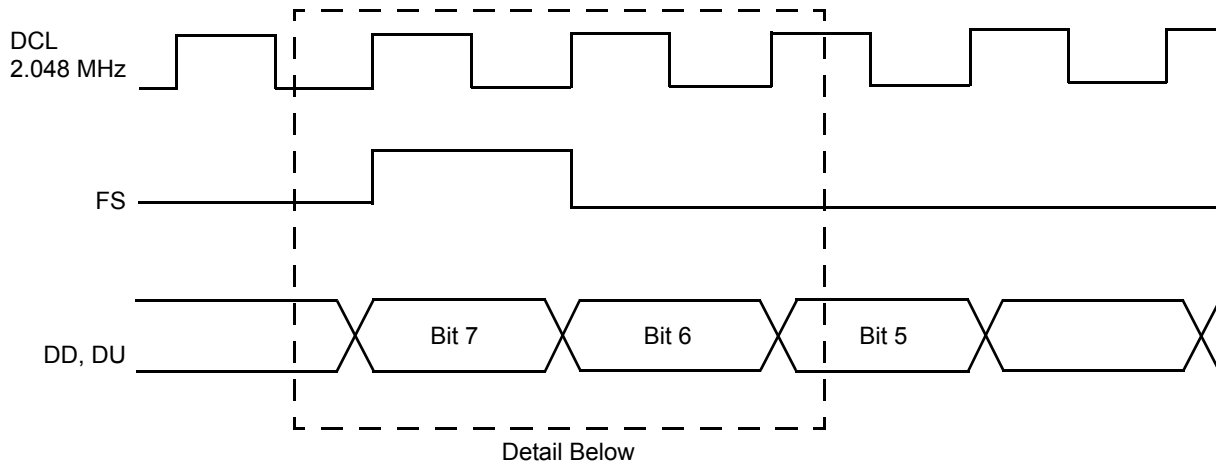 DCL
2.048 MHz
FS
DD, DU
Bit 7
Bit 6
Bit 5
Detail Below